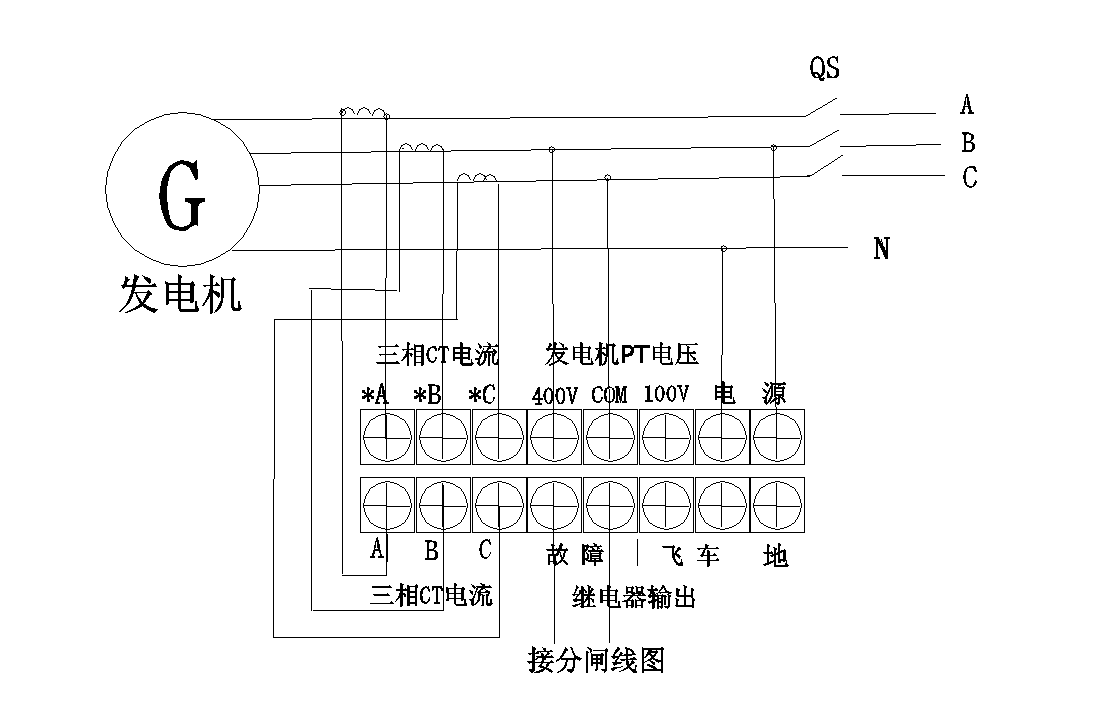 QS
A
B
C
G
N
发电机
三相CT电流 发电机PT电压
*A *B *C 400V COM 100V 电 源
A B C 故 障 | 飞 车 地
三相CT电流 继电器输出
接分闸线图